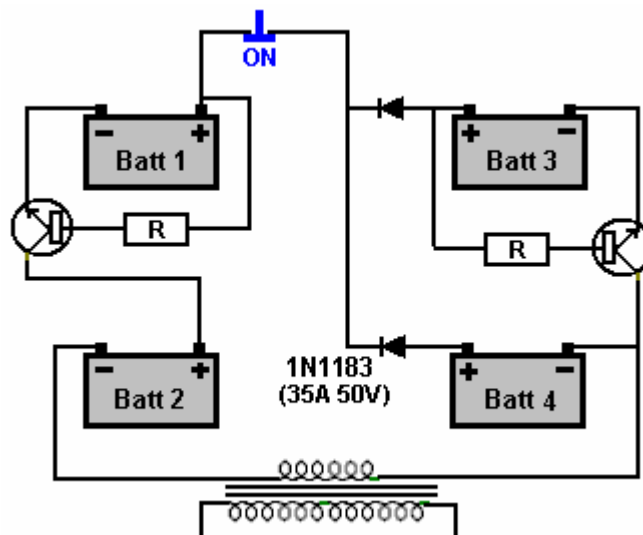 ON
− +
Batt 1
+ −
Batt 3
R
R
− +
Batt 2
1N1183
(35A 50V)
+ −
Batt 4